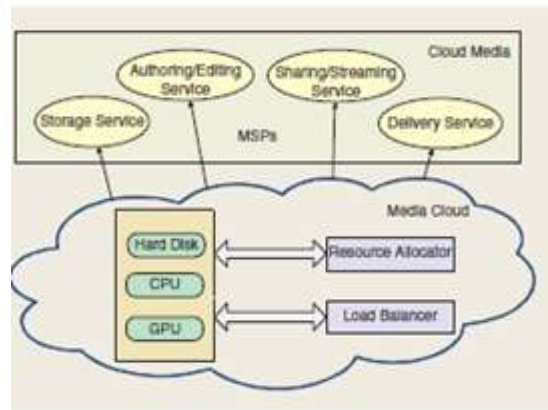 Cloud Media
Authoring/Editing
Service
Sharing/Streaming
Service
Storage Service
Delivery Service
MSPs
Media Cloud
Hard Disk
Resource Allocator
CPU
Load Balancer
GPU